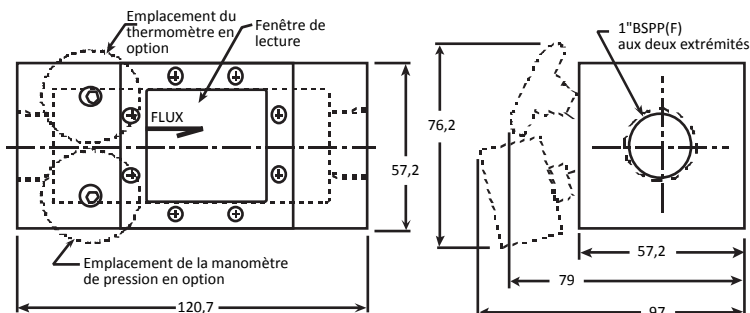 Emplacement du
thermomètre en
option
Fenêtre de
lecture
FLUX
57,2
Emplacement de la manomètre
de pression en option
120,7
1"BSPP(F)
aux deux extrémités
76,2
57,2
79
97